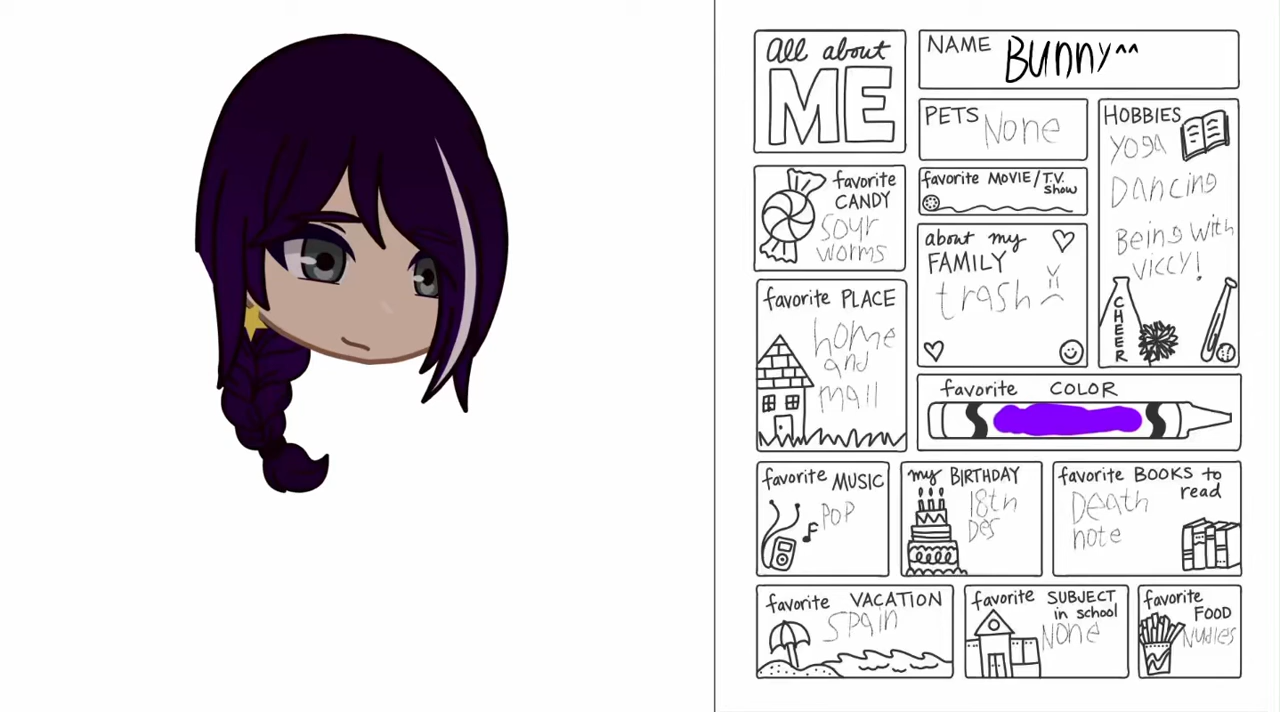 All about
ME
NAME Bunny^^
PETS None
HOBBIES
Yoga
Dancing
Being with
viccy!
CHEER
favorite CANDY
Sour
worms
favorite MOVIE/T.V. show
about my
FAMILY
trash
favorite PLACE
home
and
mall
favorite COLOR
favorite MUSIC
POP
my BIRTHDAY
18th
Des
favorite BOOKS to
read
Death
note
favorite VACATION
Spain
favorite SUBJECT
in school
None
favorite
FOOD
Nudles